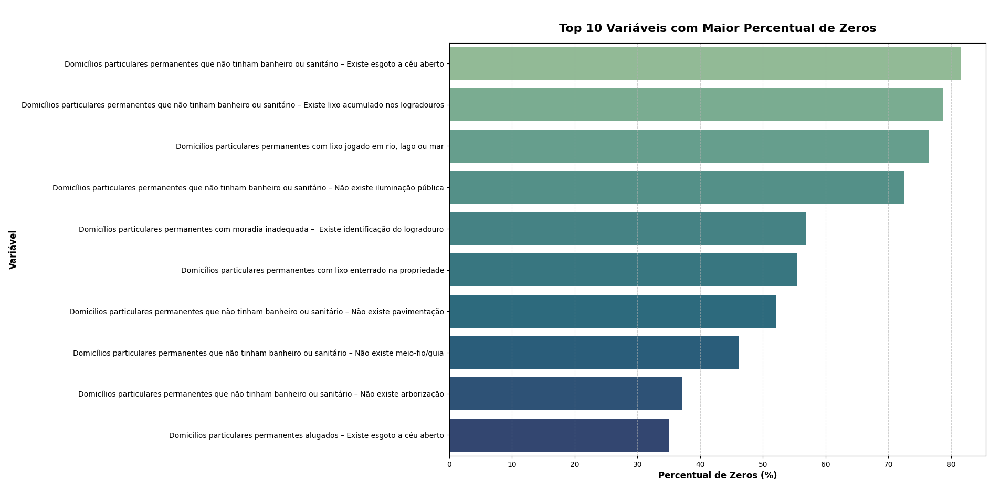 Top 10 Variáveis com Maior Percentual de Zeros
Variável
Domicílios particulares permanentes que não tinham banheiro ou sanitário – Existe esgoto a céu aberto
Domicílios particulares permanentes que não tinham banheiro ou sanitário – Existe lixo acumulado nos logradouros
Domicílios particulares permanentes com lixo jogado em rio, lago ou mar
Domicílios particulares permanentes que não tinham banheiro ou sanitário – Não existe iluminação pública
Domicílios particulares permanentes com moradia inadequada –  Existe identificação do logradouro
Domicílios particulares permanentes com lixo enterrado na propriedade
Domicílios particulares permanentes que não tinham banheiro ou sanitário – Não existe pavimentação
Domicílios particulares permanentes que não tinham banheiro ou sanitário – Não existe meio-fio/guia
Domicílios particulares permanentes que não tinham banheiro ou sanitário – Não existe arborização
Domicílios particulares permanentes alugados – Existe esgoto a céu aberto
0 10 20 30 40 50 60 70 80
Percentual de Zeros (%)